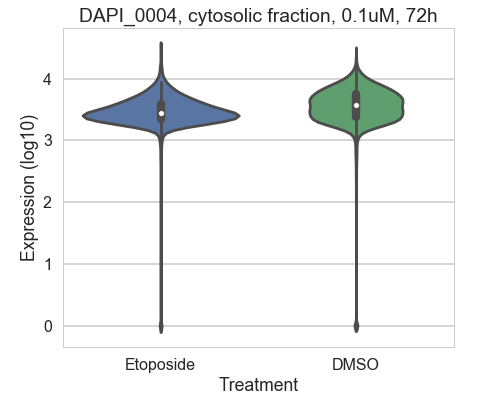 DAPI_0004, cytosolic fraction, 0.1uM, 72h
Expression (log10)
4
3
2
1
0
Etoposide DMSO
Treatment